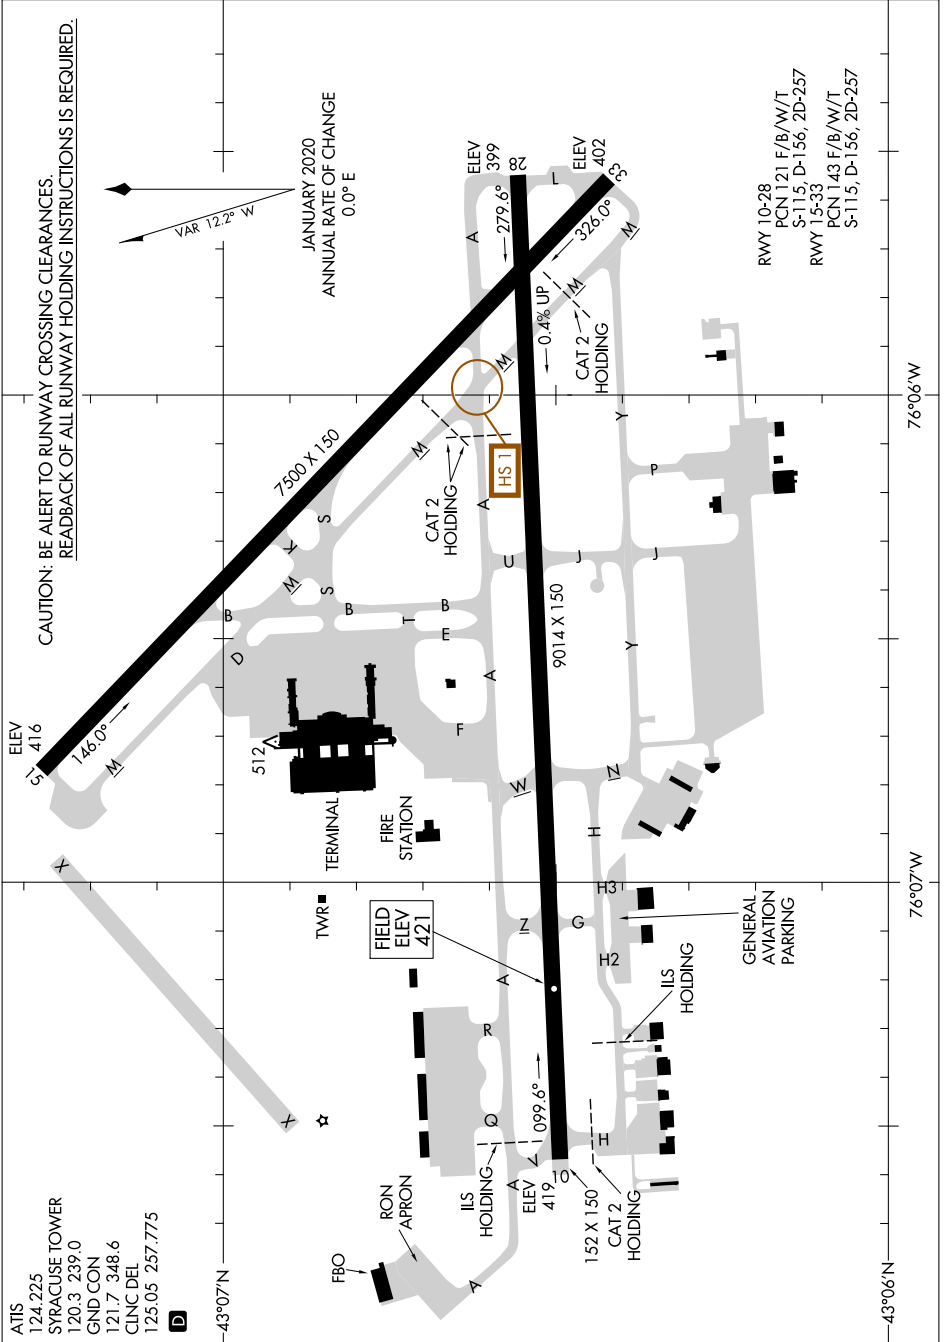 CAUTION: BE ALERT TO RUNWAY CROSSING CLEARANCES.
READBACK OF ALL RUNWAY HOLDING INSTRUCTIONS IS REQUIRED.
ATIS
124.225
SYRACUSE TOWER
120.3 239.0
GND CON
121.7 348.6
CLNC DEL
125.05 257.775
D
VAR 12.2° W
JANUARY 2020
ANNUAL RATE OF CHANGE
0.0° E
RWY 10-28
PCN 121 F/B/W/T
S-115, D-156, 2D-257
RWY 15-33
PCN 143 F/B/W/T
S-115, D-156, 2D-257
43°07'N
43°06'N
76°07'W
76°06'W
ELEV
416
15
146.0°
M
7500 X 150
X
X
D
B
M
K
S
S
B
B
T
E
M
M
M
M
A
A
A
A
A
A
L
ELEV
399
28
279.6°
ELEV
402
33
326.0°
0.4% UP
CAT 2
HOLDING
CAT 2
HOLDING
HS 1
U
J
J
P
Y
Y
9014 X 150
512
TERMINAL
FIRE
STATION
F
W
N
H
H3
G
H2
Z
TWR
FIELD
ELEV
421
GENERAL
AVIATION
PARKING
ILS
HOLDING
R
Q
099.6°
ILS
HOLDING
V
ELEV
419
10
H
152 X 150
CAT 2
HOLDING
RON
APRON
FBO